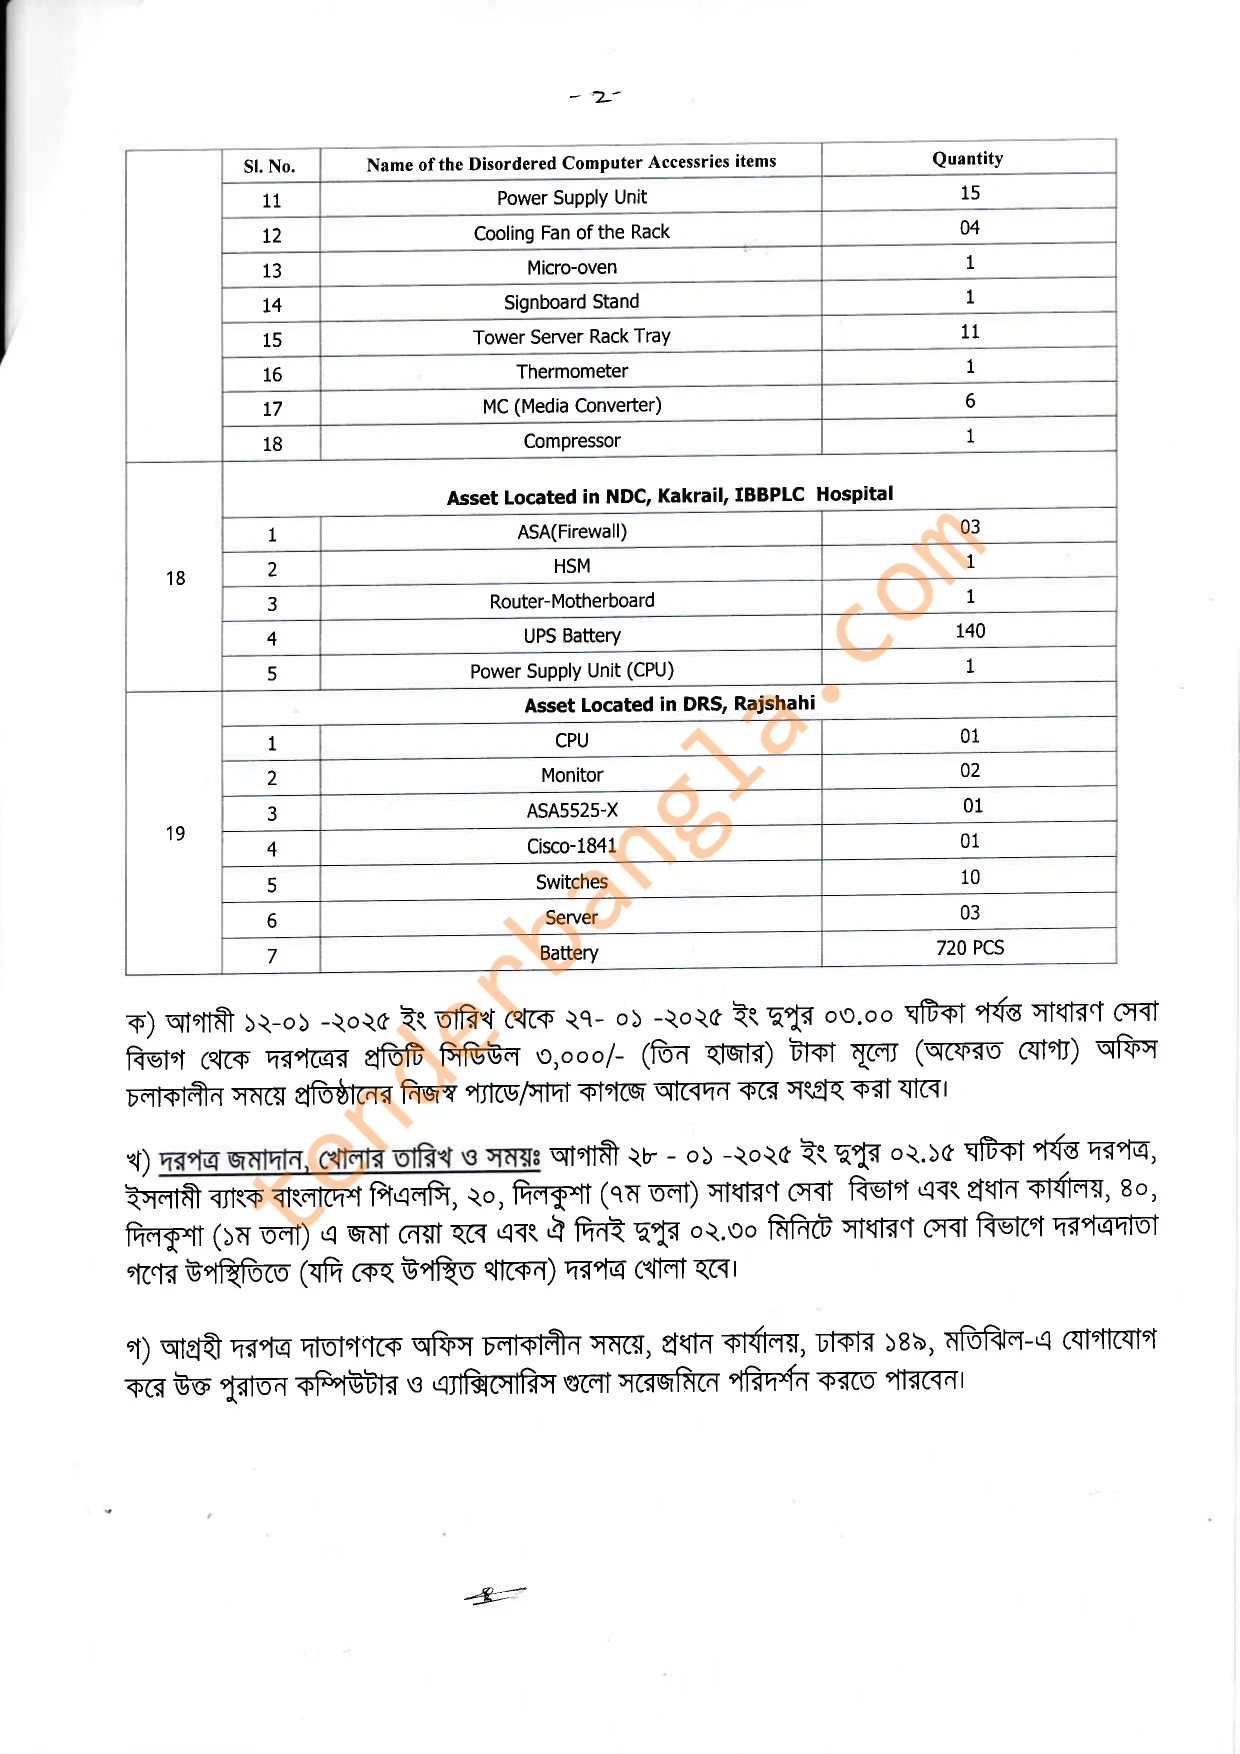 - 2 -
Sl. No. Name of the Disordered Computer Accessries items Quantity
11 Power Supply Unit 15
12 Cooling Fan of the Rack 04
13 Micro-oven 1
14 Signboard Stand 1
15 Tower Server Rack Tray 11
16 Thermometer 1
17 MC (Media Converter) 6
18 Compressor 1
18
Asset Located in NDC, Kakrail, IBBPLC Hospital
1 ASA(Firewall) 03
2 HSM 1
3 Router-Motherboard 1
4 UPS Battery 140
5 Power Supply Unit (CPU) 1
19
Asset Located in DRS, Rajshahi
1 CPU 01
2 Monitor 02
3 ASA5525-X 01
4 Cisco-1841 01
5 Switches 10
6 Server 03
7 Battery 720 PCS
ক) আগামী ১২-০১ -২০২৫ ইং তারিখ থেকে ২৭- ০১ -২০২৫ ইং দুপুর ০৩.০০ ঘটিকা পর্যন্ত সাধারণ সেবা
বিভাগ থেকে দরপত্রের প্রতিটি সিডিউল ৩,০০০/- (তিন হাজার) টাকা মূল্যে (অফেরত যোগ্য) অফিস
চলাকালীন সময়ে প্রতিষ্ঠানের নিজস্ব প্যাডে/সাদা কাগজে আবেদন করে সংগ্রহ করা যাবে।
খ) দরপত্র জমাদান, খোলার তারিখ ও সময়ঃ আগামী ২৮ - ০১ -২০২৫ ইং দুপুর ০২.১৫ ঘটিকা পর্যন্ত দরপত্র,
ইসলামী ব্যাংক বাংলাদেশ পিএলসি, ২০, দিলকুশা (৭ম তলা) সাধারণ সেবা বিভাগ এবং প্রধান কার্যালয়, ৪০,
দিলকুশা (১ম তলা) এ জমা নেয়া হবে এবং ঐ দিনই দুপুর ০২.৩০ মিনিটে সাধারণ সেবা বিভাগে দরপত্রদাতা
গণের উপস্থিতিতে (যদি কেহ উপস্থিত থাকেন) দরপত্র খোলা হবে।
গ) আগ্রহী দরপত্র দাতাগণকে অফিস চলাকালীন সময়ে, প্রধান কার্যালয়, ঢাকার ১৪৯, মতিঝিল-এ যোগাযোগ
করে উক্ত পুরাতন কম্পিউটার ও এ্যাক্সিসোরিস গুলো সরেজমিনে পরিদর্শন করতে পারবেন।
tenderbangla.com